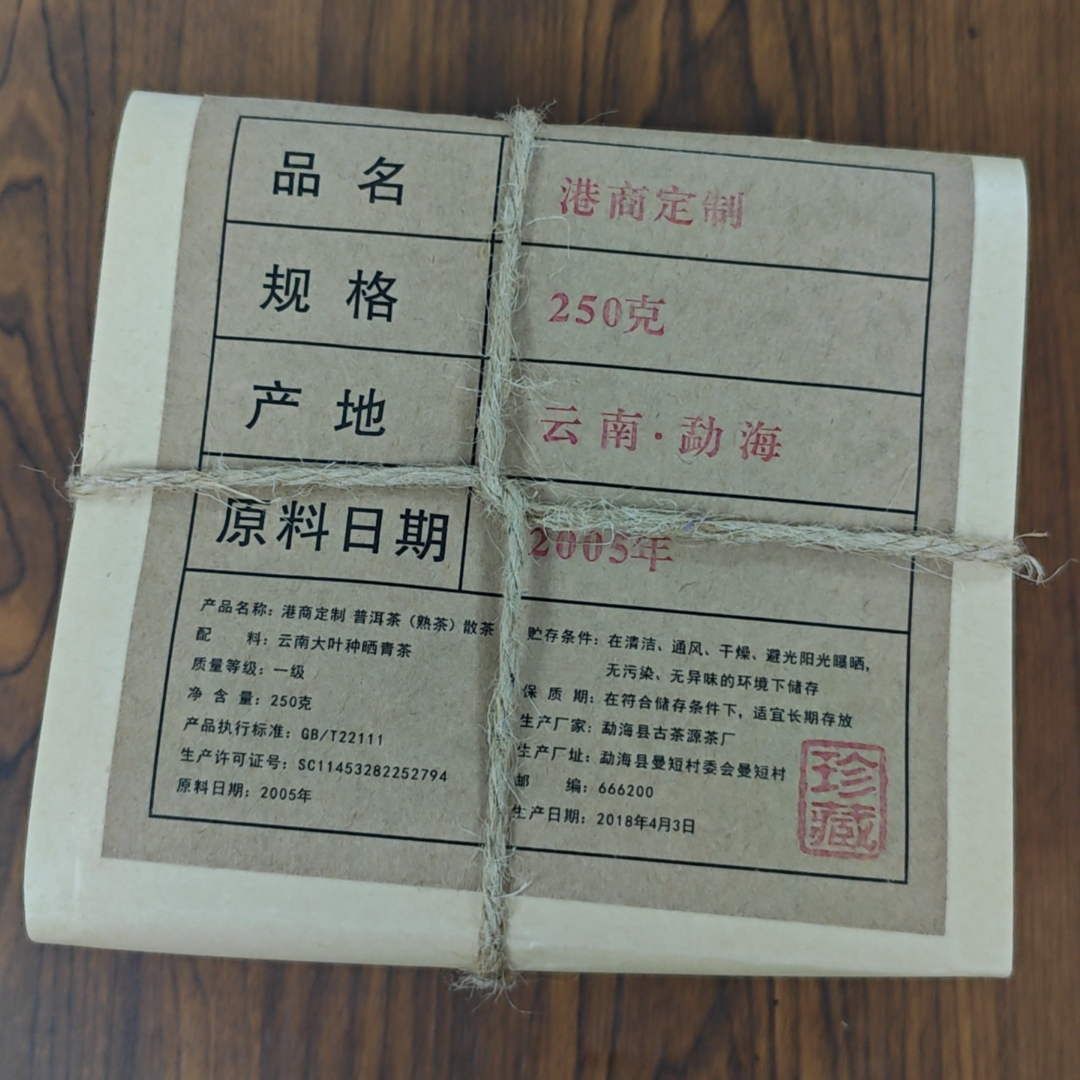 品名 港商定制
规格 250克
产地 云南·勐海
原料日期 2005年
产品名称：港商定制 普洱茶（熟茶）散茶
配 料：云南大叶种晒青茶
质量等级：一级
净 含 量：250克
产品执行标准：GB/T22111
生产许可证号：SC11453282252794
原料日期：2005年
贮存条件：在清洁、通风、干燥、避光阳光曝晒，
无污染、无异味的环境下储存
保 质 期：在符合储存条件下，适宜长期存放
生产厂家：勐海县古茶源茶厂
生产厂址：勐海县曼短村委会曼短村
邮 编：666200
生产日期：2018年4月3日
珍藏